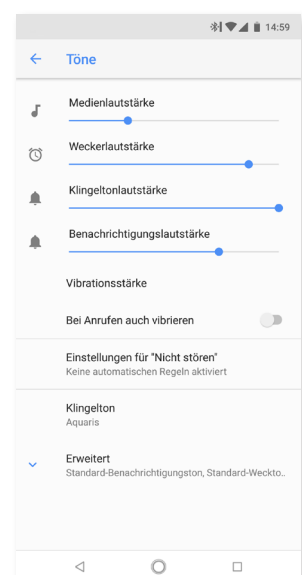 14:59
Töne
Medienlautstärke
Weckerlautstärke
Klingeltonlautstärke
Benachrichtigungslautstärke
Vibrationsstärke
Bei Anrufen auch vibrieren
Einstellungen für "Nicht stören"
Keine automatischen Regeln aktiviert
Klingelton
Aquaris
Erweitert
Standard-Benachrichtigungston, Standard-Weckto..